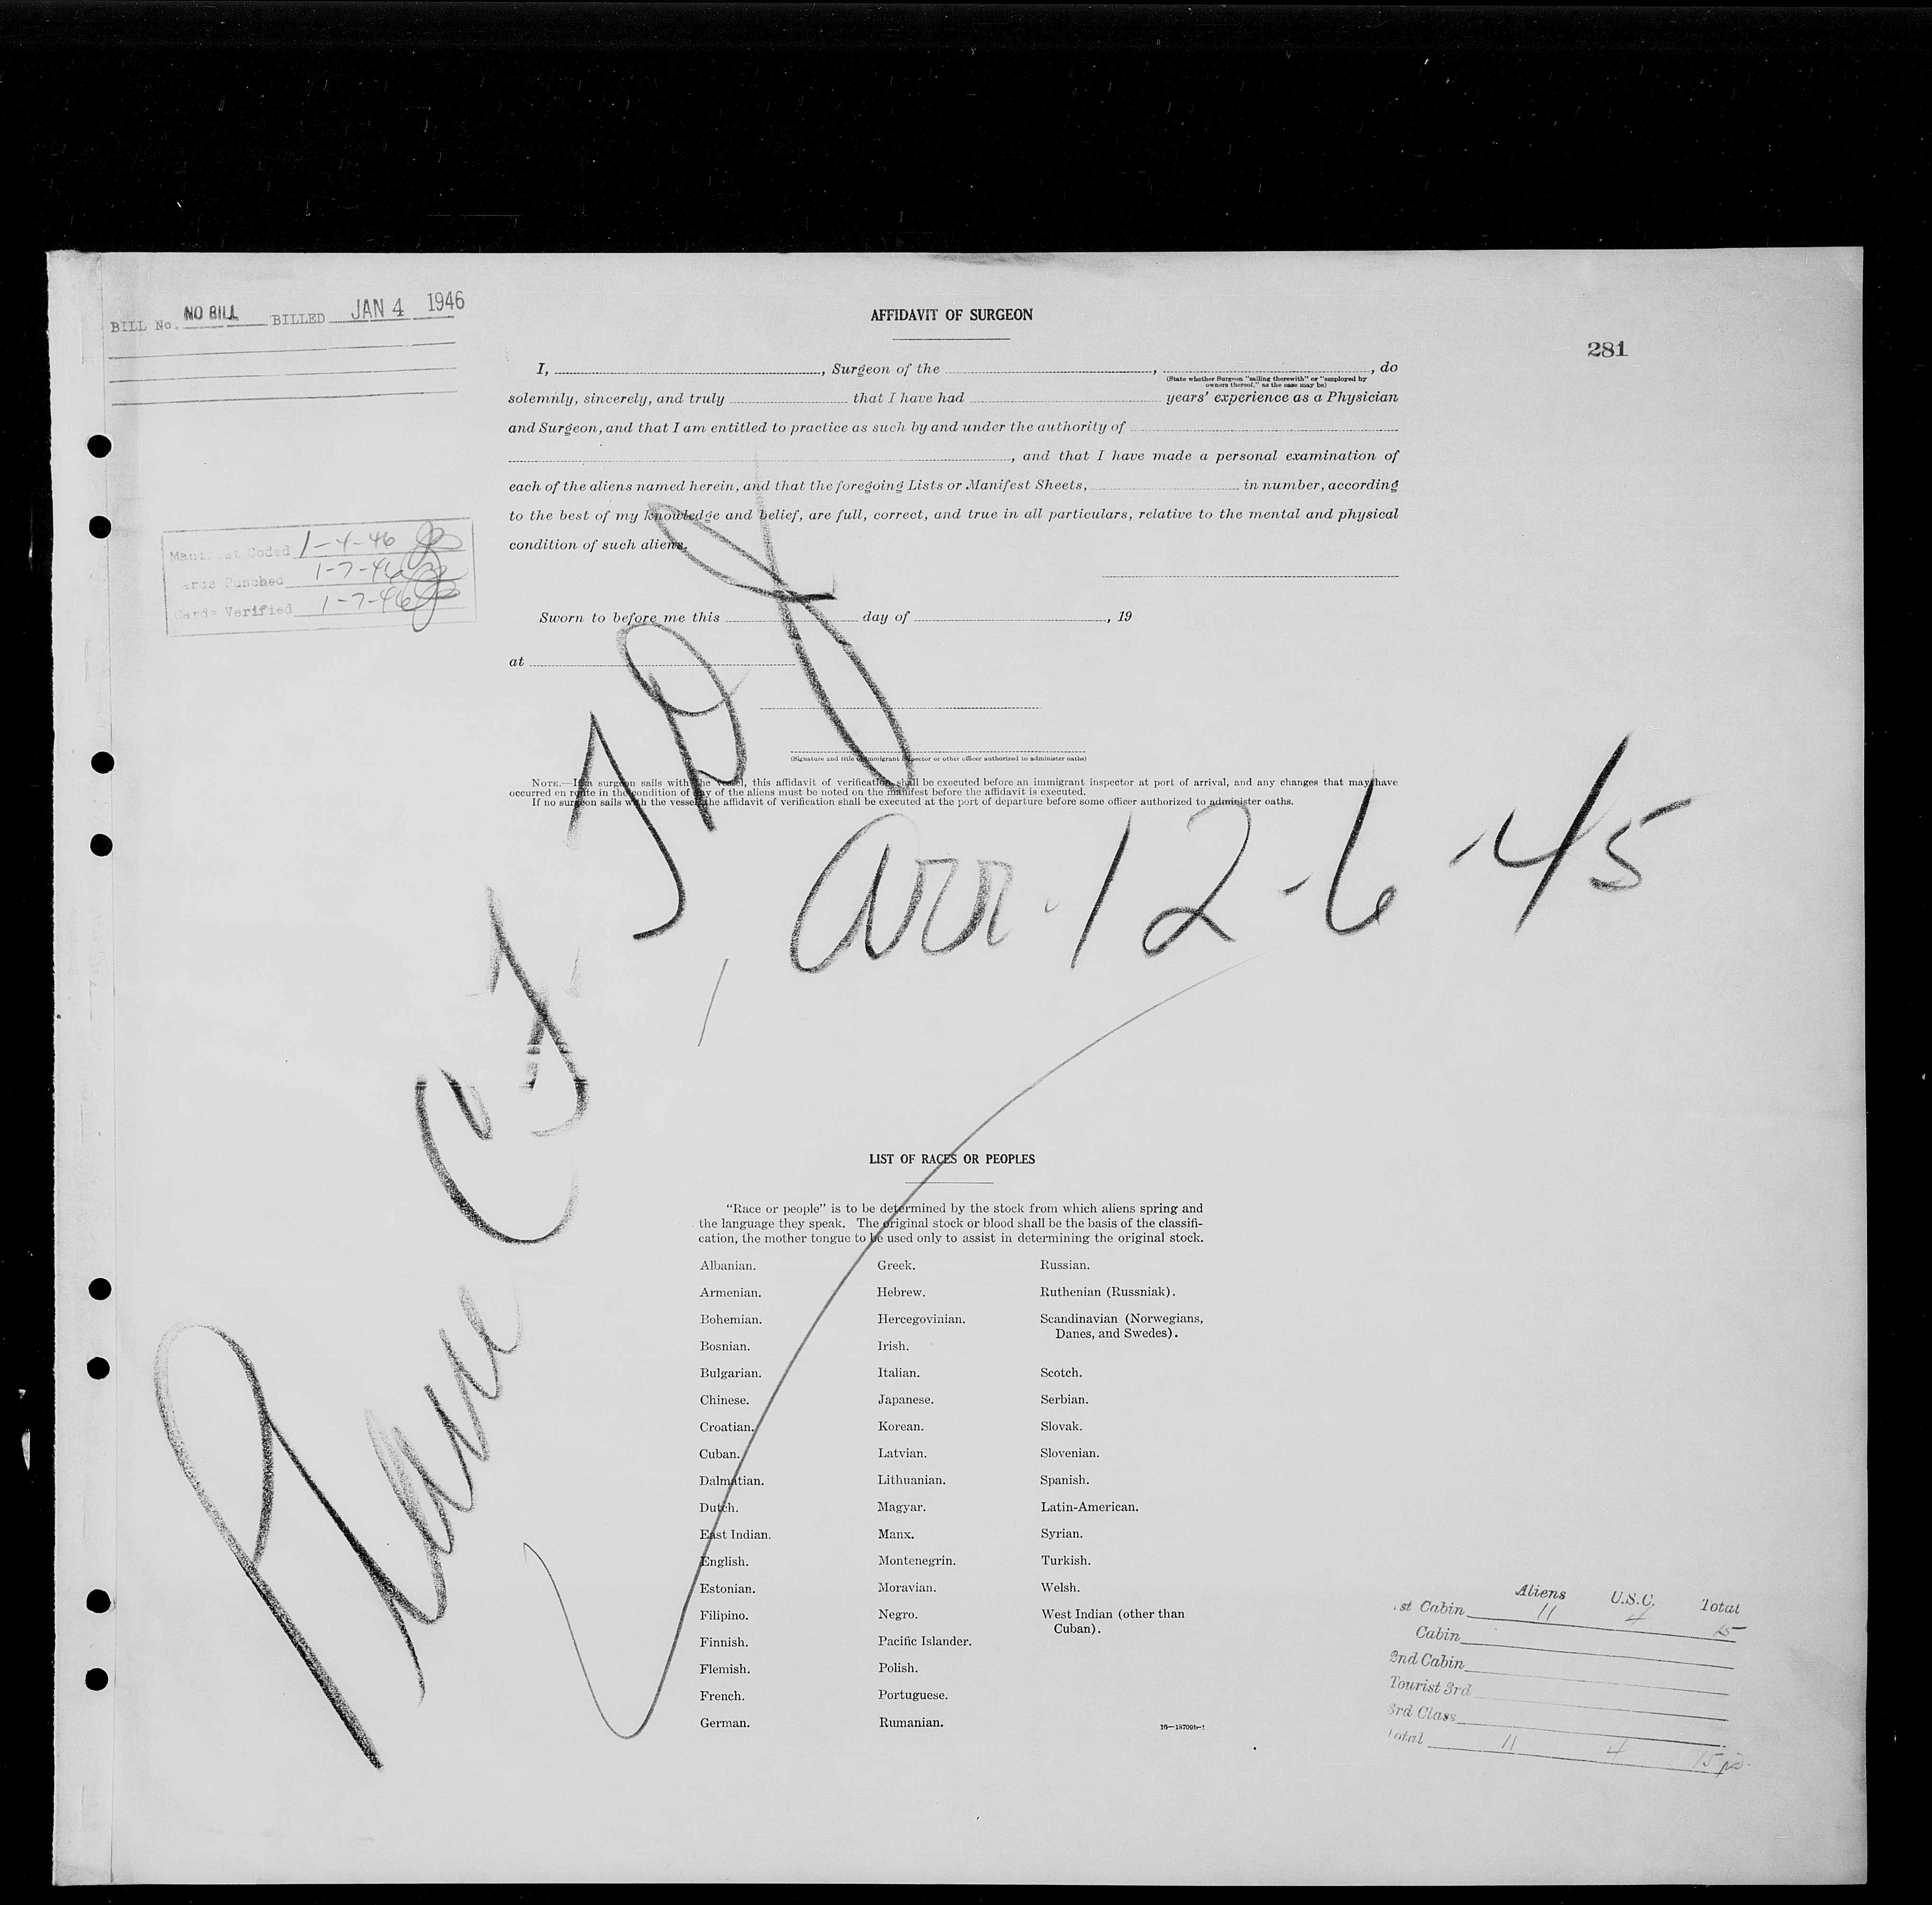 BILL No. NO BILL BILLED JAN 4 1946
AFFIDAVIT OF SURGEON
281
I, , Surgeon of the , , do
(State whether Surgeon "sailing therewith" or "employed by
owners thereof," as the case may be)
solemnly, sincerely, and truly that I have had years' experience as a Physician
and Surgeon, and that I am entitled to practice as such by and under the authority of
, and that I have made a personal examination of
each of the aliens named herein, and that the foregoing Lists or Manifest Sheets, in number, according
to the best of my knowledge and belief, are full, correct, and true in all particulars, relative to the mental and physical
condition of such aliens.
Manifest Coded 1-4-46
Cards Punched 1-7-46
Cards Verified 1-7-46
Sworn to before me this day of , 19
at
(Signature and title of immigrant inspector or other officer authorized to administer oaths)
NOTE.—If a surgeon sails with the vessel, this affidavit of verification shall be executed before an immigrant inspector at port of arrival, and any changes that may have
occurred en route in the condition of any of the aliens must be noted on the manifest before the affidavit is executed.
If no surgeon sails with the vessel, the affidavit of verification shall be executed at the port of departure before some officer authorized to administer oaths.
Plane
arr. 12-6-45
LIST OF RACES OR PEOPLES
"Race or people" is to be determined by the stock from which aliens spring and
the language they speak. The original stock or blood shall be the basis of the classifi-
cation, the mother tongue to be used only to assist in determining the original stock.
Albanian.
Armenian.
Bohemian.
Bosnian.
Bulgarian.
Chinese.
Croatian.
Cuban.
Dalmatian.
Dutch.
East Indian.
English.
Estonian.
Filipino.
Finnish.
Flemish.
French.
German.
Greek.
Hebrew.
Hercegovinian.
Irish.
Italian.
Japanese.
Korean.
Latvian.
Lithuanian.
Magyar.
Manx.
Montenegrin.
Moravian.
Negro.
Pacific Islander.
Polish.
Portuguese.
Rumanian.
Russian.
Ruthenian (Russniak).
Scandinavian (Norwegians,
Danes, and Swedes).
Scotch.
Serbian.
Slovak.
Slovenian.
Spanish.
Latin-American.
Syrian.
Turkish.
Welsh.
West Indian (other than
Cuban).
16—18709b-1
Aliens U.S.C. Total
1st Cabin 11 4 15
Cabin
2nd Cabin
Tourist 3rd
3rd Class
Total 11 4 15